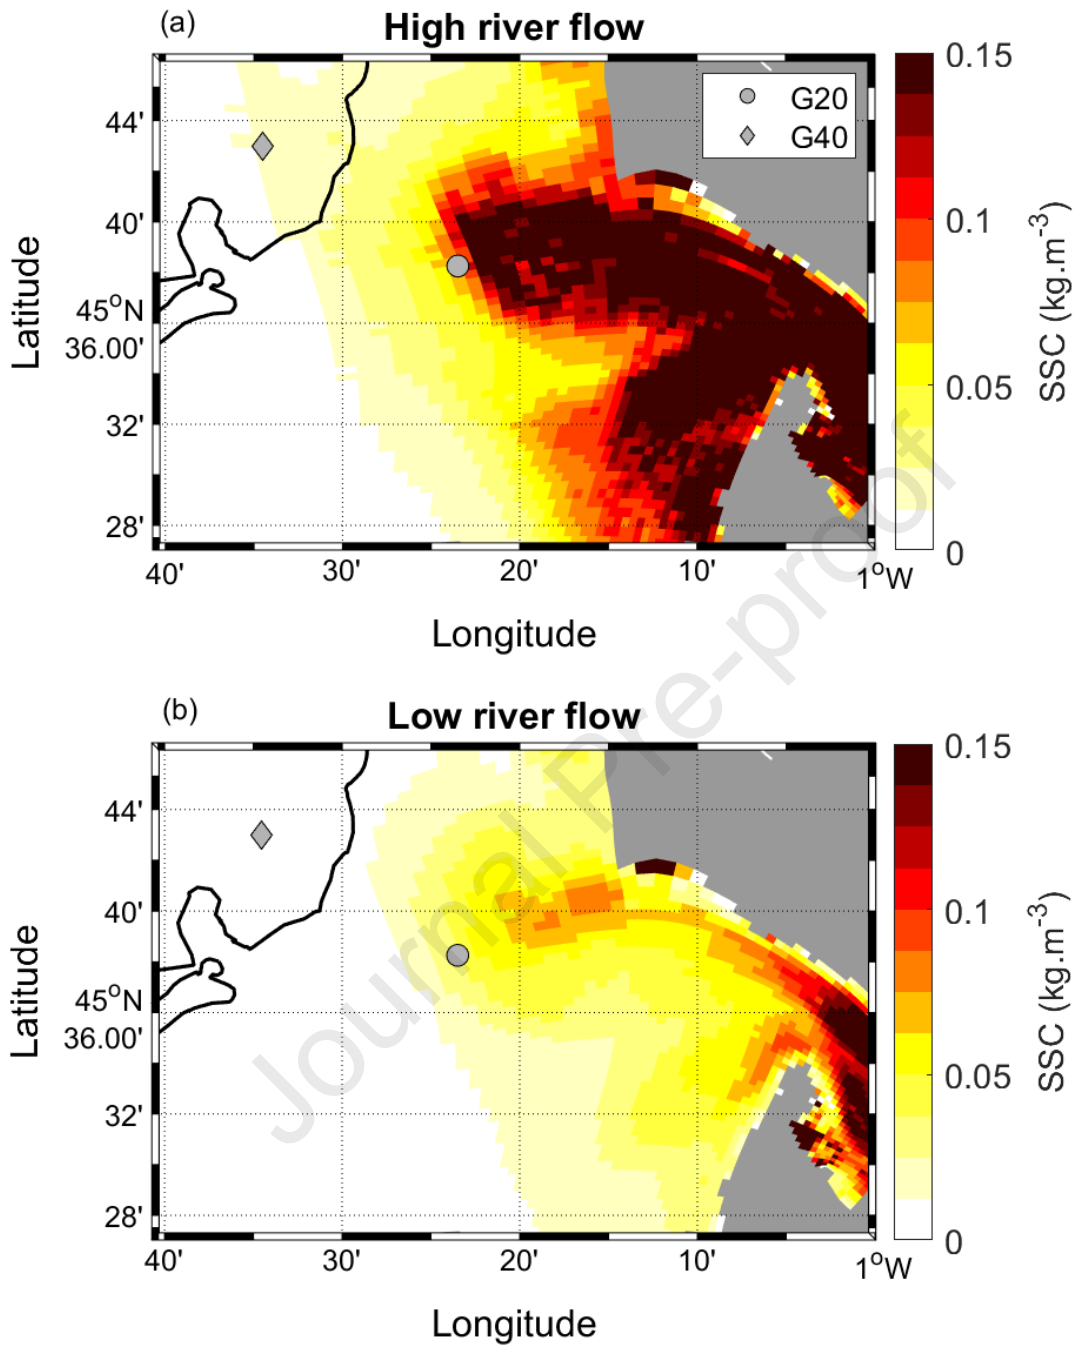 (a)
High river flow
G20
G40
44'
40'
45°N
36.00'
32'
28'
Latitude
40'
30'
20'
10'
1°W
Longitude
0.15
0.1
0.05
0
SSC (kg.m-3)
(b)
Low river flow
44'
40'
45°N
36.00'
32'
28'
Latitude
40'
30'
20'
10'
1°W
Longitude
0.15
0.1
0.05
0
SSC (kg.m-3)
Journal Pre-proof